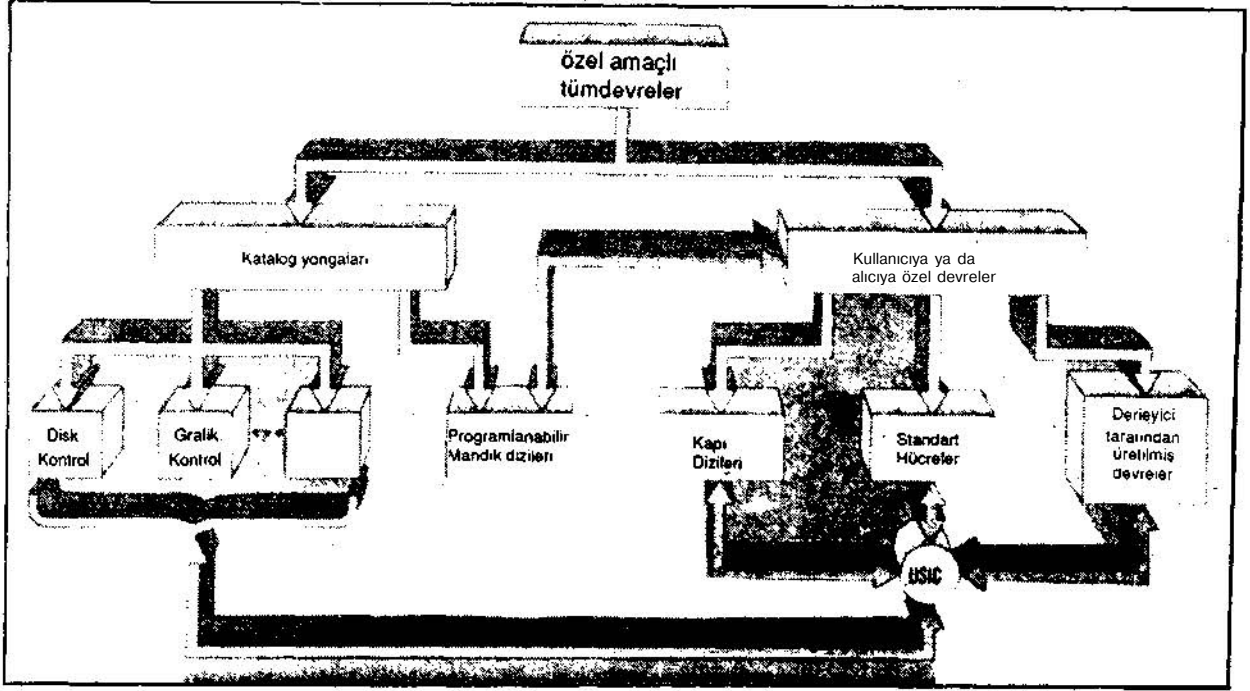 özel amaçlı
tümdevreler
Katalog yongaları
Kullanıcıya ya da
alıcıya özel devreler
Disk
Kontrol
Grafik
Kontrol
Programlanabilir
Mandık dizileri
Kapı
Dizileri
Standart
Hücreler
Derleyici
tarafından
üretilmiş
devreler
USIC